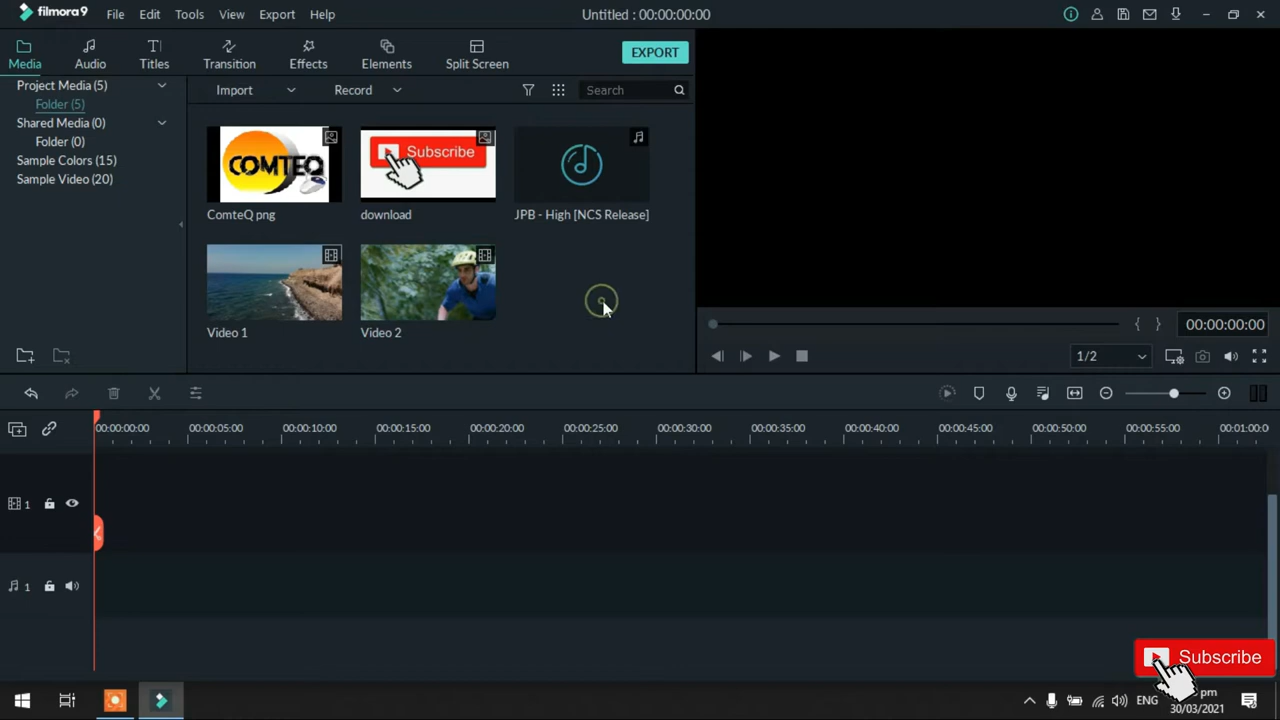 filmora9 File Edit Tools View Export Help Untitled : 00:00:00:00
Media Audio Titles Transition Effects Elements Split Screen EXPORT
Project Media (5)
Folder (5)
Shared Media (0)
Folder (0)
Sample Colors (15)
Sample Video (20)
Import Record Search
COMTEQ
Subscribe
ComteQ png download JPB - High [NCS Release]
Video 1 Video 2
{ } 00:00:00:00
1/2
00:00:00:00 00:00:05:00 00:00:10:00 00:00:15:00 00:00:20:00 00:00:25:00 00:00:30:00 00:00:35:00 00:00:40:00 00:00:45:00 00:00:50:00 00:00:55:00 00:01:00:0
1
1
Subscribe
ENG pm
30/03/2021